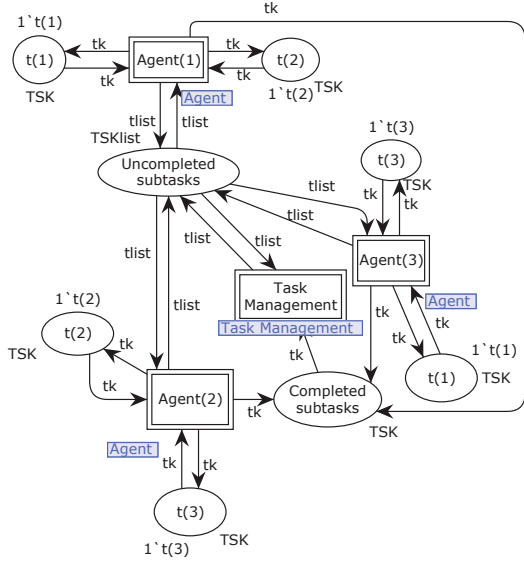 tk
1`t(1)
tk
tk
t(1)
Agent(1)
t(2)
tk
tk
TSK
Agent
1`t(2)
TSK
tlist
tlist
TSKlist
1`t(3)
Uncompleted
subtasks
t(3)
tlist
tk
TSK
tk
tlist
tlist
tlist
tlist
Agent(3)
tlist
Task
Management
1`t(2)
Agent
Task Management
t(2)
tk
tk
tk
1`t(1)
TSK
tk
tk
t(1)
TSK
tk
Agent(2)
tk
Completed
subtasks
TSK
Agent
tk
tk
t(3)
TSK
1`t(3)